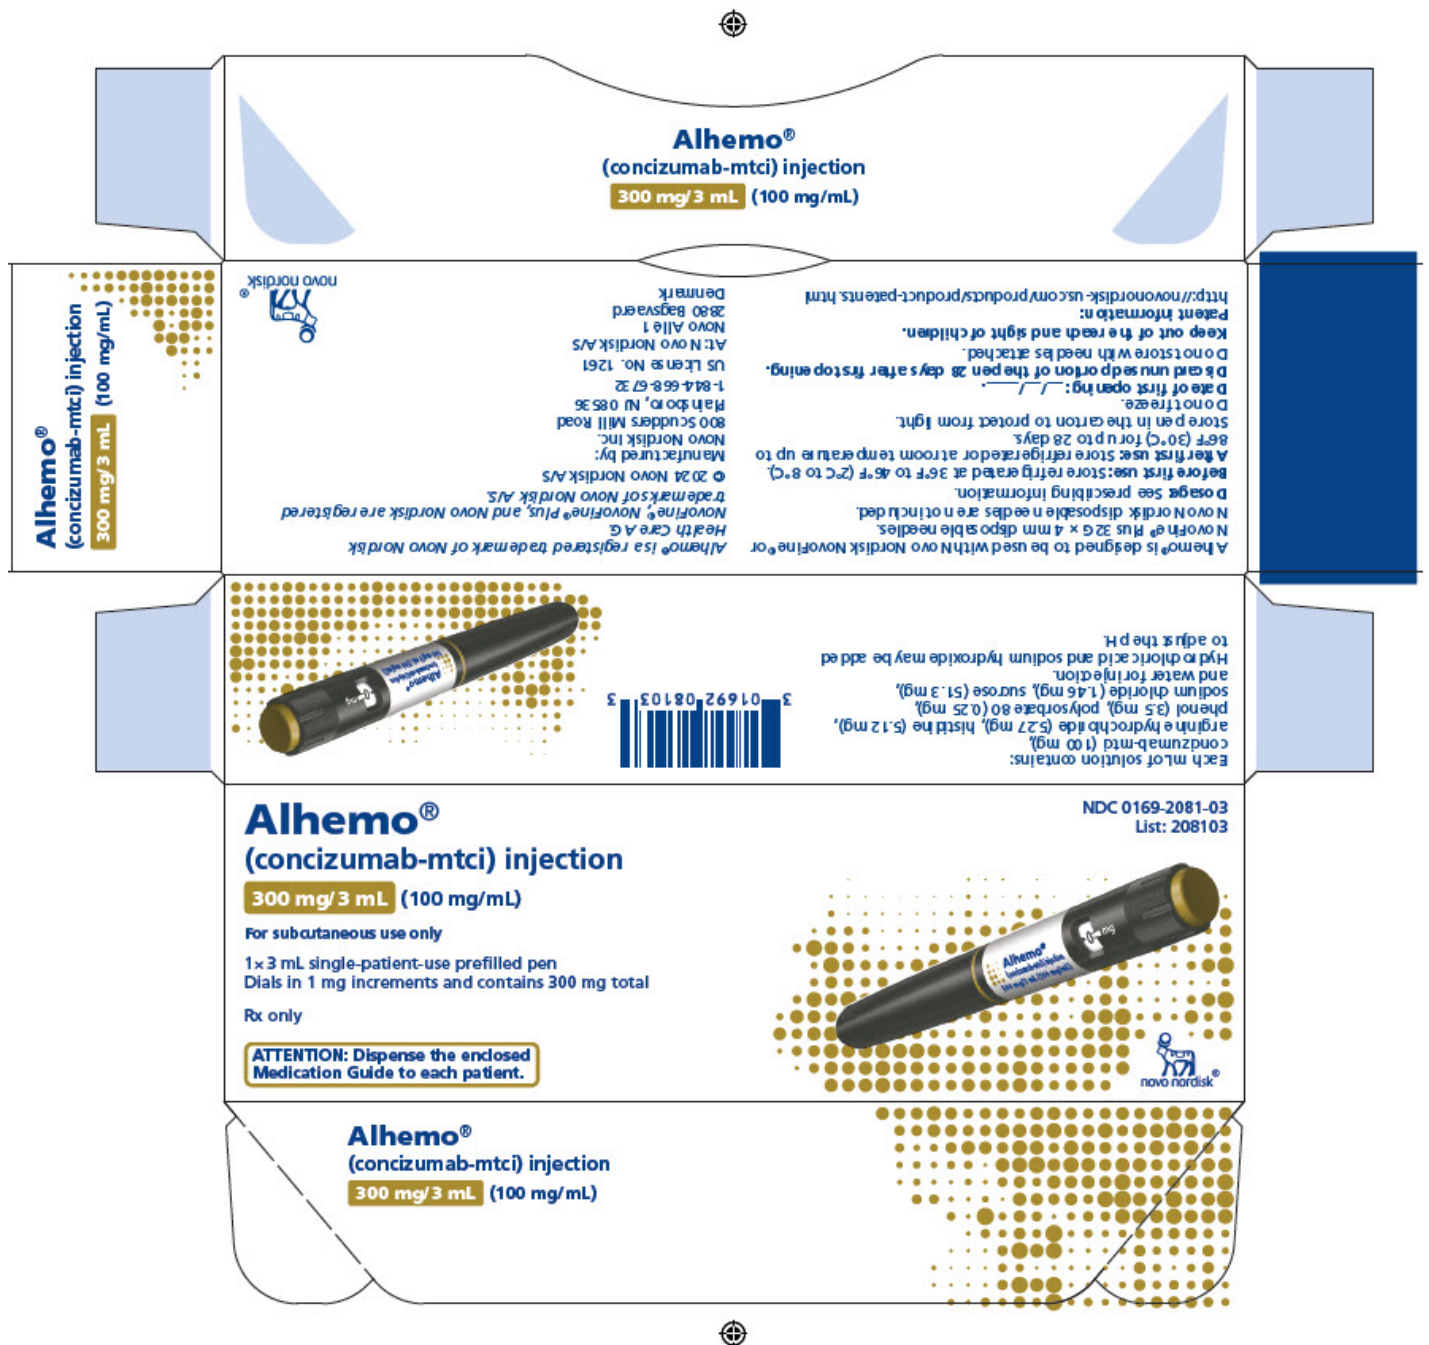 Alhemo®
(concizumab-mtci) injection
300 mg/3 mL (100 mg/mL)
Alhemo®
(concizumab-mtci) injection
300 mg/3 mL (100 mg/mL)
novo nordisk®
Alhemo® is a registered trademark of Novo Nordisk
Health Care AG.
NovoFine®, NovoFine® Plus, and Novo Nordisk are registered
trademarks of Novo Nordisk A/S.
© 2024 Novo Nordisk A/S
Manufactured by:
Novo Nordisk Inc.
800 Scudders Mill Road
Plainsboro, NJ 08536
1-844-668-6732
US License No. 1261
At: Novo Nordisk A/S
Novo Allé 1
2880 Bagsvaerd
Denmark
Alhemo® is designed to be used with Novo Nordisk NovoFine® or
NovoFine® Plus 32G × 4 mm disposable needles.
Novo Nordisk disposable needles are not included.
Dosage: See prescribing information.
Before first use: Store refrigerated at 36°F to 46°F (2°C to 8°C).
After first use: Store refrigerated or at room temperature up to
86°F (30°C) for up to 28 days.
Store pen in the carton to protect from light.
Do not freeze.
Date of first opening: __/__/____.
Discard unused portion of the pen 28 days after first opening.
Do not store with needles attached.
Keep out of the reach and sight of children.
Patent information:
http://novonordisk-us.com/products/product-patents.html
Alhemo®
3 01692 08103 3
Each mL of solution contains:
concizumab-mtci (100 mg),
arginine hydrochloride (5.27 mg), histidine (5.12 mg),
phenol (3.5 mg), polysorbate 80 (0.25 mg),
sodium chloride (1.46 mg), sucrose (51.3 mg),
and water for injection.
Hydrochloric acid and sodium hydroxide may be added
to adjust the pH.
Alhemo®
(concizumab-mtci) injection
300 mg/3 mL (100 mg/mL)
For subcutaneous use only
1×3 mL single-patient-use prefilled pen
Dials in 1 mg increments and contains 300 mg total
Rx only
ATTENTION: Dispense the enclosed
Medication Guide to each patient.
NDC 0169-2081-03
List: 208103
Alhemo®
0 mg
novo nordisk®
Alhemo®
(concizumab-mtci) injection
300 mg/3 mL (100 mg/mL)